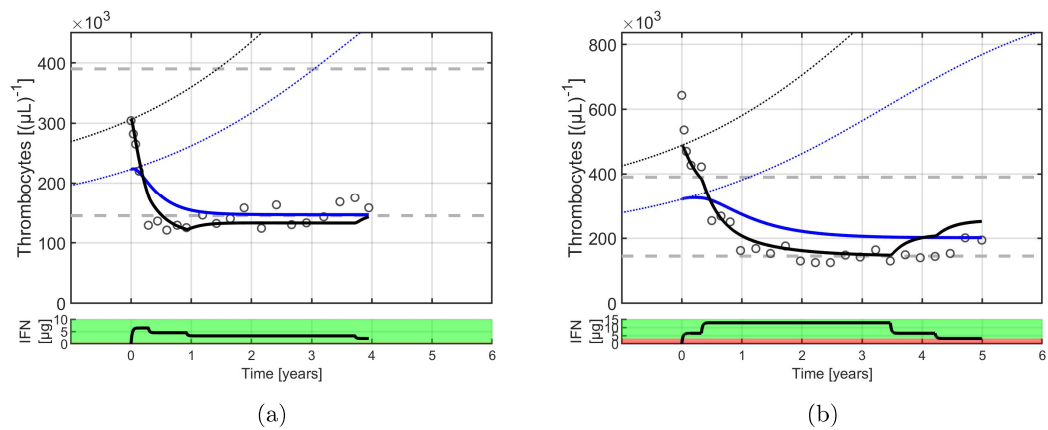 ×10³
Thrombocytes [(μL)⁻¹]
400
300
200
100
0
IFN
[μg]
10
5
0
0 1 2 3 4 5 6
Time [years]
(a)
×10³
Thrombocytes [(μL)⁻¹]
800
600
400
200
0
IFN
[μg]
15
0
0 1 2 3 4 5 6
Time [years]
(b)